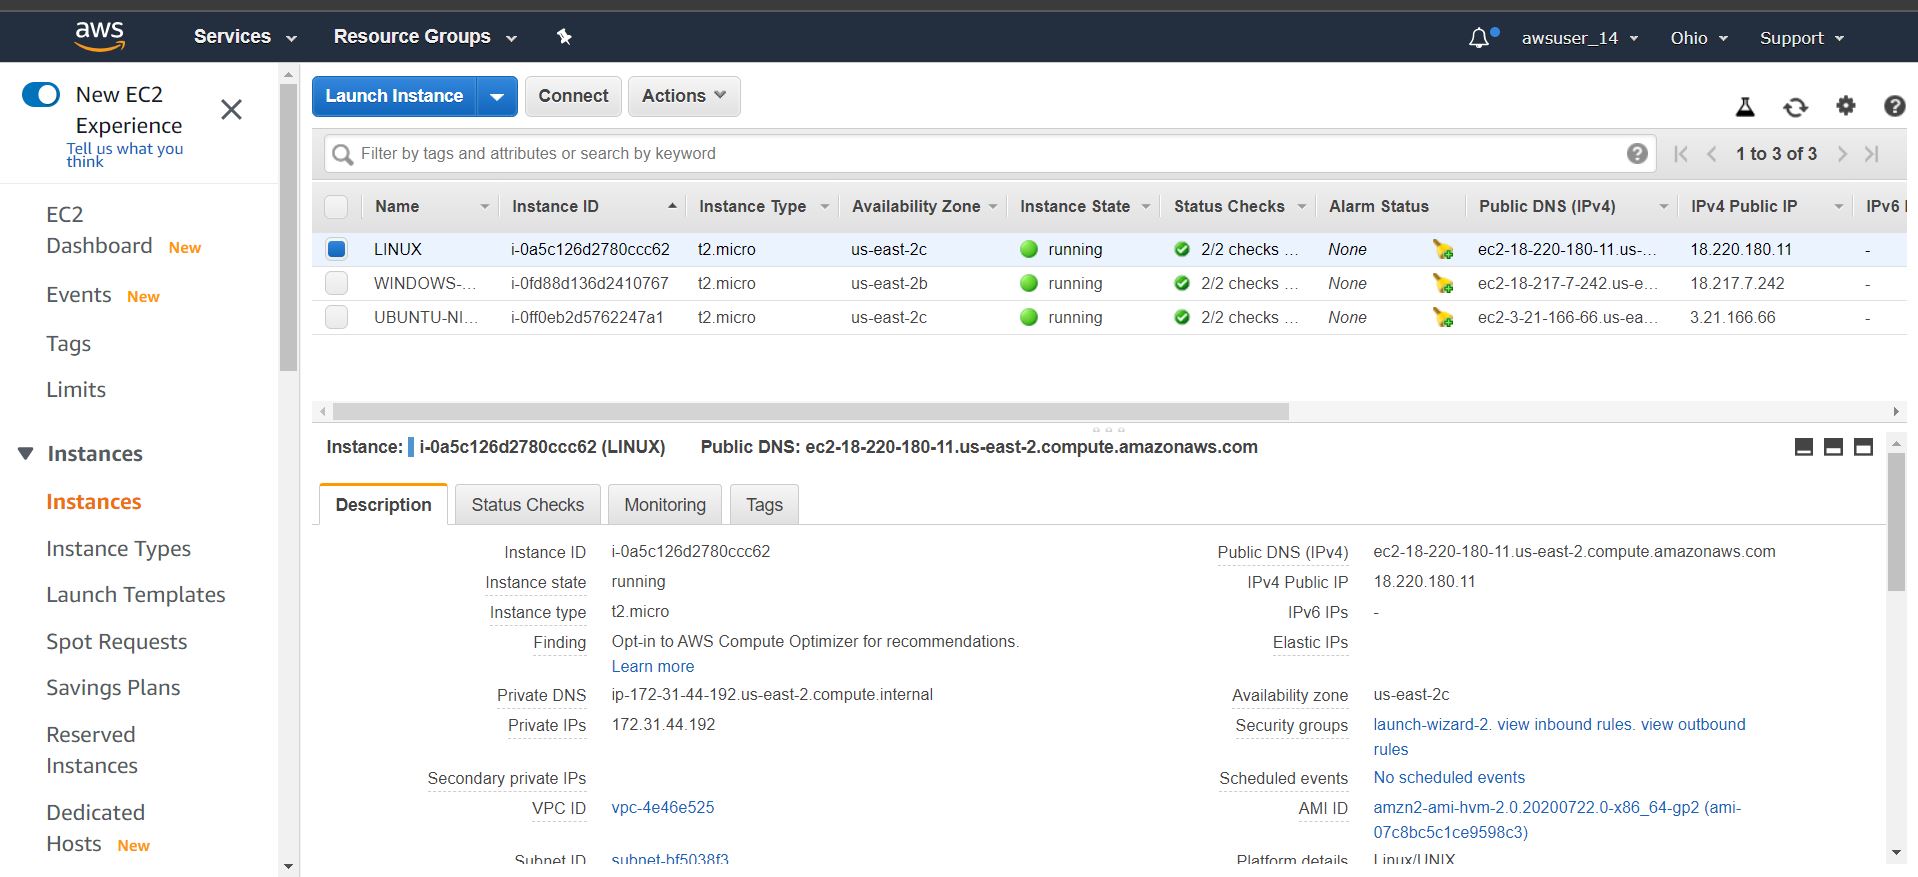 aws Services Resource Groups awsuser_14 Ohio Support
New EC2
Experience
Tell us what you
think
EC2
Dashboard New
Events New
Tags
Limits
Instances
Instances
Instance Types
Launch Templates
Spot Requests
Savings Plans
Reserved
Instances
Dedicated
Hosts New
Launch Instance Connect Actions
Filter by tags and attributes or search by keyword 1 to 3 of 3
Name Instance ID Instance Type Availability Zone Instance State Status Checks Alarm Status Public DNS (IPv4) IPv4 Public IP IPv6
LINUX i-0a5c126d2780ccc62 t2.micro us-east-2c running 2/2 checks ... None ec2-18-220-180-11.us-... 18.220.180.11 -
WINDOWS-... i-0fd88d136d2410767 t2.micro us-east-2b running 2/2 checks ... None ec2-18-217-7-242.us-e... 18.217.7.242 -
UBUNTU-NI... i-0ff0eb2d5762247a1 t2.micro us-east-2c running 2/2 checks ... None ec2-3-21-166-66.us-ea... 3.21.166.66 -
Instance: i-0a5c126d2780ccc62 (LINUX) Public DNS: ec2-18-220-180-11.us-east-2.compute.amazonaws.com
Description Status Checks Monitoring Tags
Instance ID i-0a5c126d2780ccc62
Instance state running
Instance type t2.micro
Finding Opt-in to AWS Compute Optimizer for recommendations.
Learn more
Private DNS ip-172-31-44-192.us-east-2.compute.internal
Private IPs 172.31.44.192
Secondary private IPs
VPC ID vpc-4e46e525
Subnet ID subnet-bf5038f3
Public DNS (IPv4) ec2-18-220-180-11.us-east-2.compute.amazonaws.com
IPv4 Public IP 18.220.180.11
IPv6 IPs -
Elastic IPs
Availability zone us-east-2c
Security groups launch-wizard-2. view inbound rules. view outbound
rules
Scheduled events No scheduled events
AMI ID amzn2-ami-hvm-2.0.20200722.0-x86_64-gp2 (ami-
07c8bc5c1ce9598c3)
Platform details Linux/UNIX